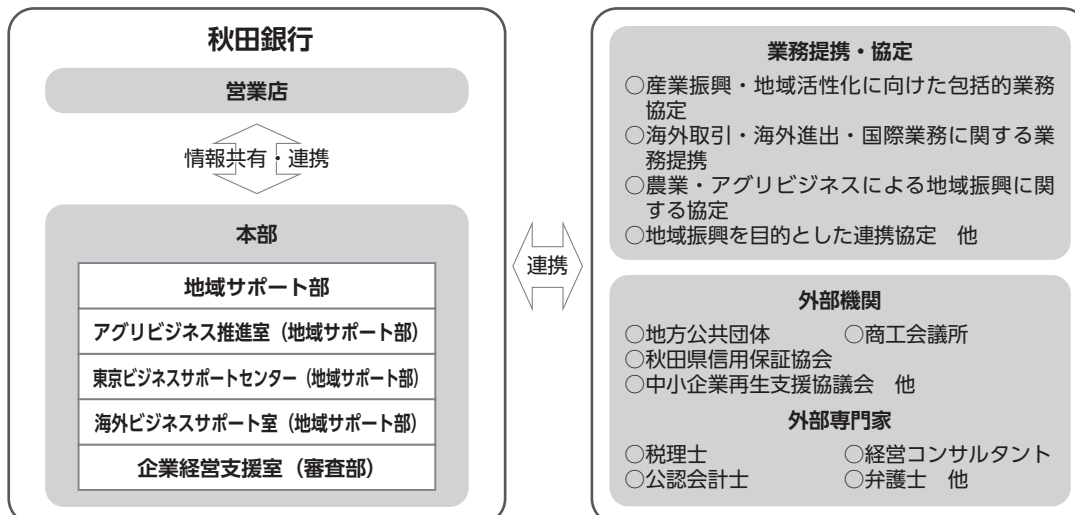 秋田銀行
営業店
情報共有・連携
本部
地域サポート部
アグリビジネス推進室（地域サポート部）
東京ビジネスサポートセンター（地域サポート部）
海外ビジネスサポート室（地域サポート部）
企業経営支援室（審査部）
連携
業務提携・協定
○産業振興・地域活性化に向けた包括的業務
協定
○海外取引・海外進出・国際業務に関する業
務提携
○農業・アグリビジネスによる地域振興に関
する協定
○地域振興を目的とした連携協定　他
外部機関
○地方公共団体　○商工会議所
○秋田県信用保証協会
○中小企業再生支援協議会　他
外部専門家
○税理士　○経営コンサルタント
○公認会計士　○弁護士　他